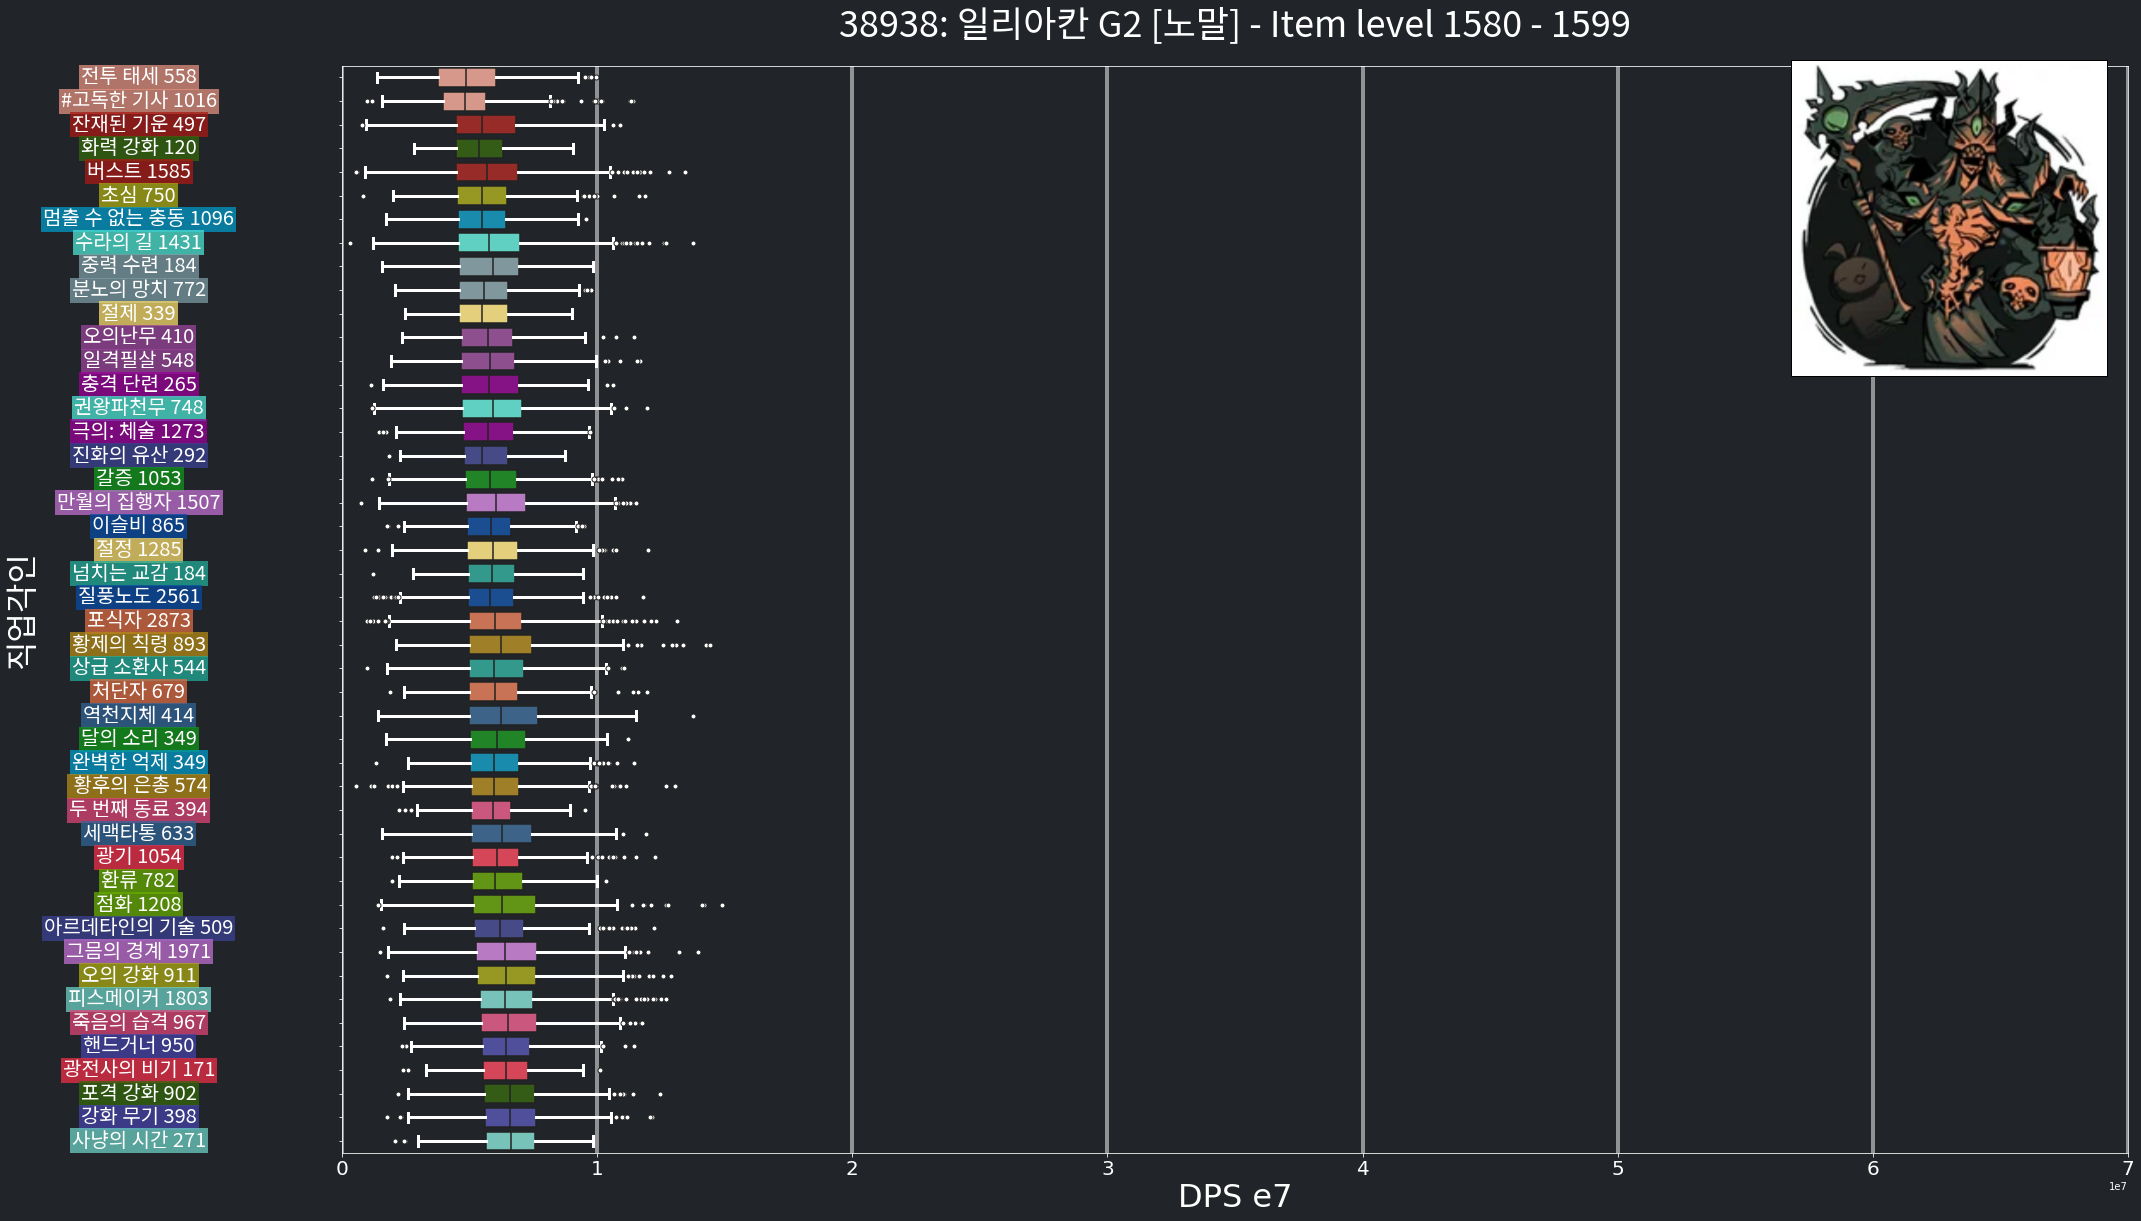 38938: 일리아칸 G2 [노말] - Item level 1580 - 1599
전투 태세 558
#고독한 기사 1016
잔재된 기운 497
화력 강화 120
버스트 1585
초심 750
멈출 수 없는 충동 1096
수라의 길 1431
중력 수련 184
분노의 망치 772
절제 339
오의난무 410
일격필살 548
충격 단련 265
권왕파천무 748
극의: 체술 1273
진화의 유산 292
갈증 1053
만월의 집행자 1507
이슬비 865
절정 1285
넘치는 교감 184
질풍노도 2561
포식자 2873
황제의 칙령 893
상급 소환사 544
처단자 679
역천지체 414
달의 소리 349
완벽한 억제 349
황후의 은총 574
두 번째 동료 394
세맥타통 633
광기 1054
환류 782
점화 1208
아르데타인의 기술 509
그믐의 경계 1971
오의 강화 911
피스메이커 1803
죽음의 습격 967
핸드거너 950
광전사의 비기 171
포격 강화 902
강화 무기 398
사냥의 시간 271
직업각인
0 1 2 3 4 5 6 7
1e7
DPS e7